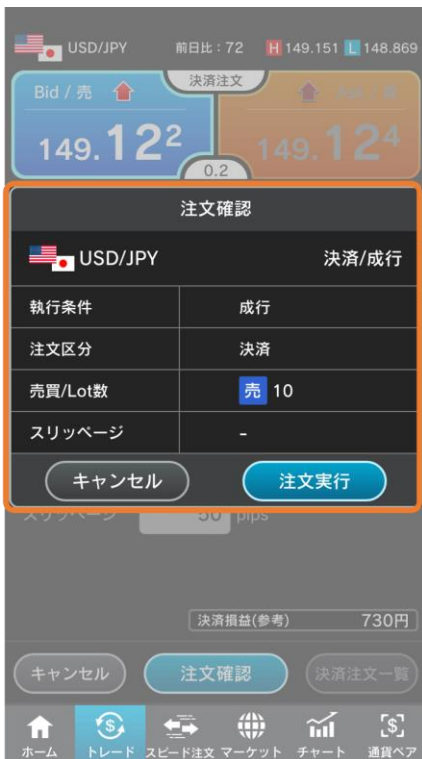 USD/JPY 前日比：72 H 149.151 L 148.869
Bid / 売 決済注文
149.122 149.124
0.2
注文確認
USD/JPY 決済/成行
執行条件 成行
注文区分 決済
売買/Lot数 売 10
スリッページ -
キャンセル 注文実行
スリッページ 50 pips
決済損益(参考) 730円
キャンセル 注文確認 決済注文一覧
ホーム トレード スピード注文 マーケット チャート 通貨ペア